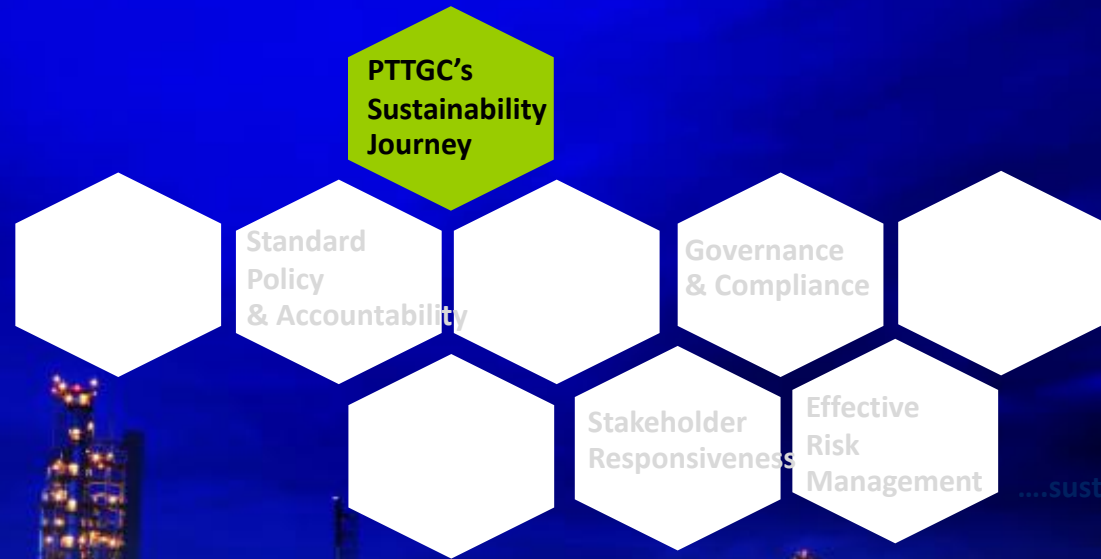 PTTGC's
Sustainability
Journey
Standard
Policy
& Accountability
Governance
& Compliance
Stakeholder
Responsiveness
Effective
Risk
Management
....sust